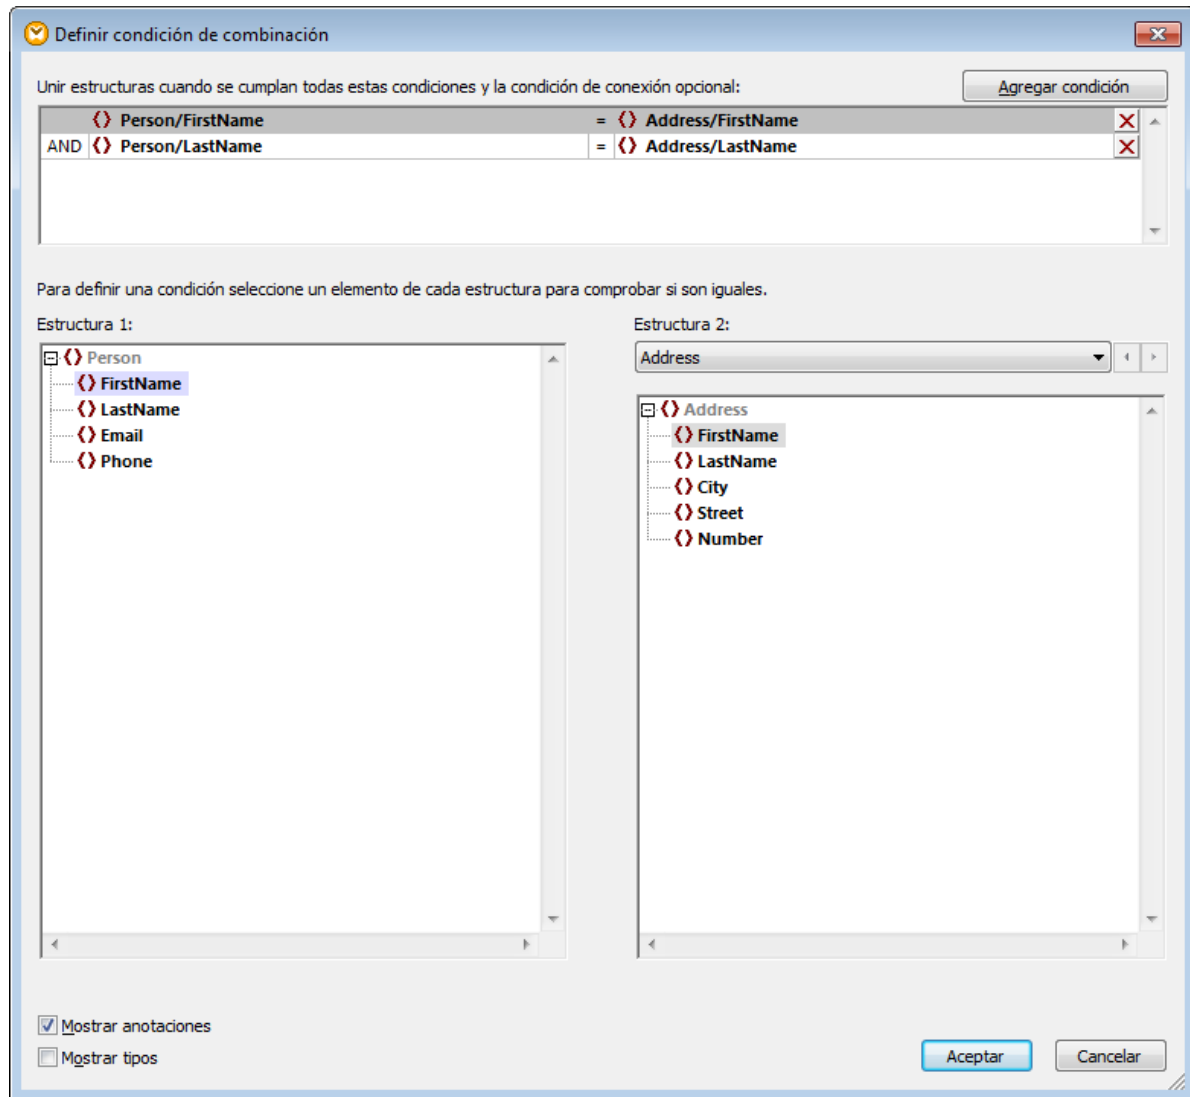 Definir condición de combinación
Unir estructuras cuando se cumplan todas estas condiciones y la condición de conexión opcional:
Agregar condición
Person/FirstName = Address/FirstName
AND Person/LastName = Address/LastName
Para definir una condición seleccione un elemento de cada estructura para comprobar si son iguales.
Estructura 1:
Person
FirstName
LastName
Email
Phone
Estructura 2:
Address
Address
FirstName
LastName
City
Street
Number
Mostrar anotaciones
Mostrar tipos
Aceptar
Cancelar